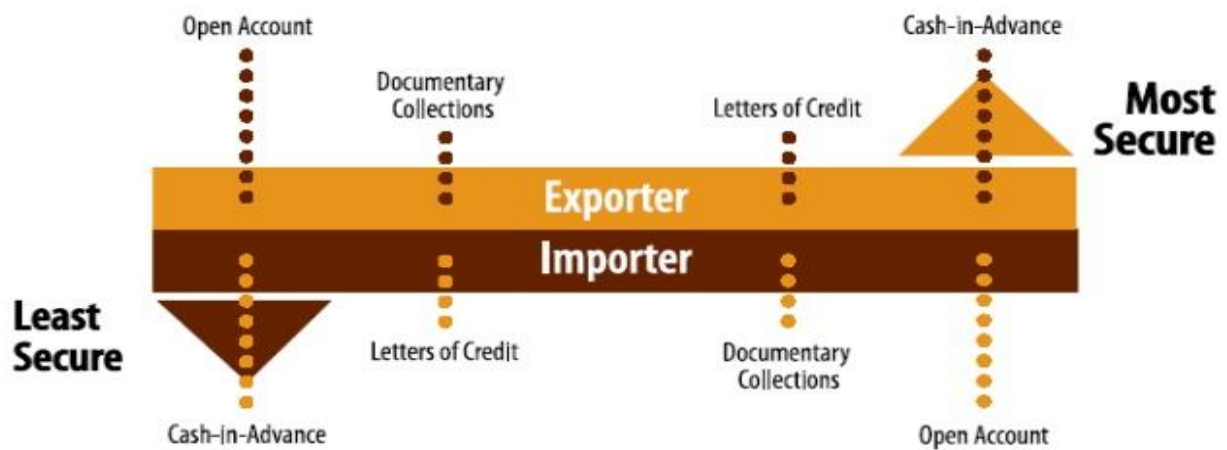 Open Account
Cash-in-Advance
Documentary
Collections
Letters of Credit
Most
Secure
Exporter
Importer
Least
Secure
Letters of Credit
Documentary
Collections
Cash-in-Advance
Open Account